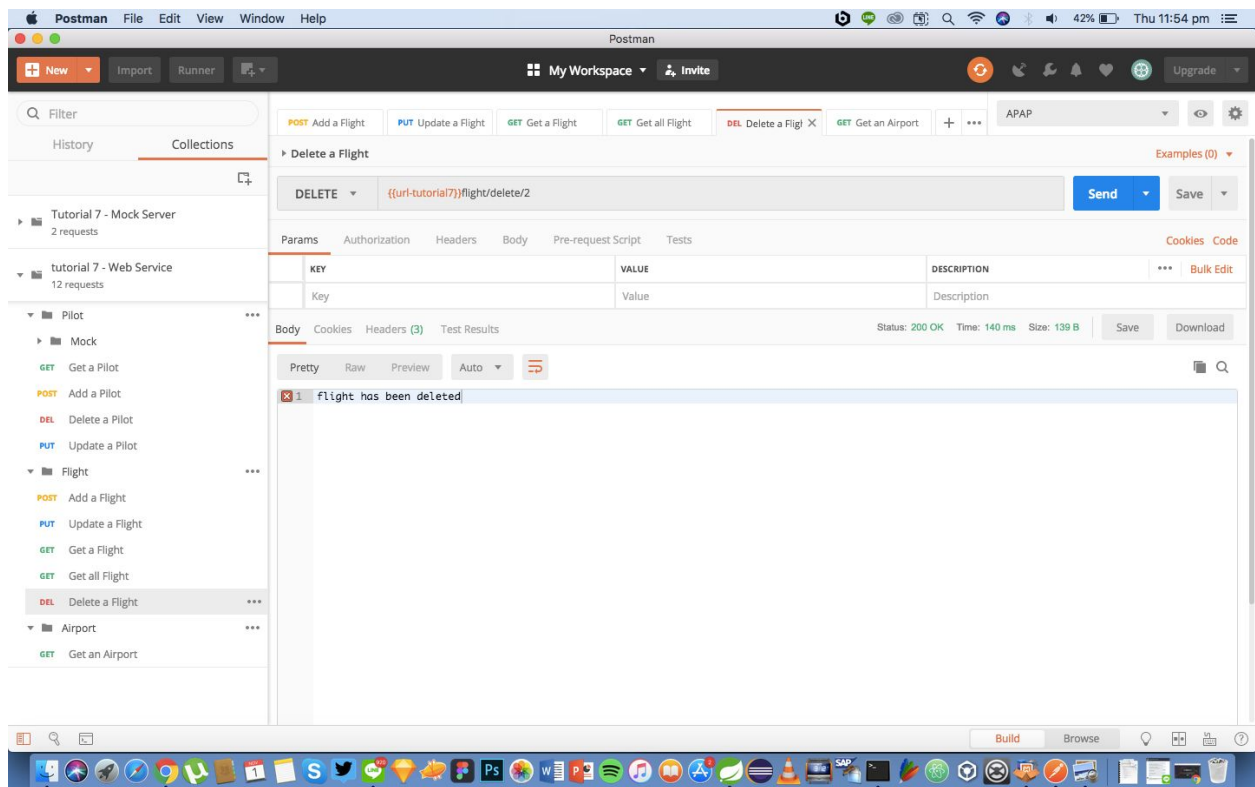 Postman File Edit View Window Help 42% Thu 11:54 pm
Postman
New Import Runner My Workspace Invite Upgrade
Filter
History Collections
Tutorial 7 - Mock Server
2 requests
tutorial 7 - Web Service
12 requests
Pilot
Mock
GET Get a Pilot
POST Add a Pilot
DEL Delete a Pilot
PUT Update a Pilot
Flight
POST Add a Flight
PUT Update a Flight
GET Get a Flight
GET Get all Flight
DEL Delete a Flight
Airport
GET Get an Airport
POST Add a Flight PUT Update a Flight GET Get a Flight GET Get all Flight DEL Delete a Fligl GET Get an Airport APAP
Delete a Flight Examples (0)
DELETE {{url-tutorial7}}flight/delete/2 Send Save
Params Authorization Headers Body Pre-request Script Tests Cookies Code
KEY VALUE DESCRIPTION Bulk Edit
Key Value Description
Body Cookies Headers (3) Test Results Status: 200 OK Time: 140 ms Size: 139 B Save Download
Pretty Raw Preview Auto
1 flight has been deleted
Build Browse